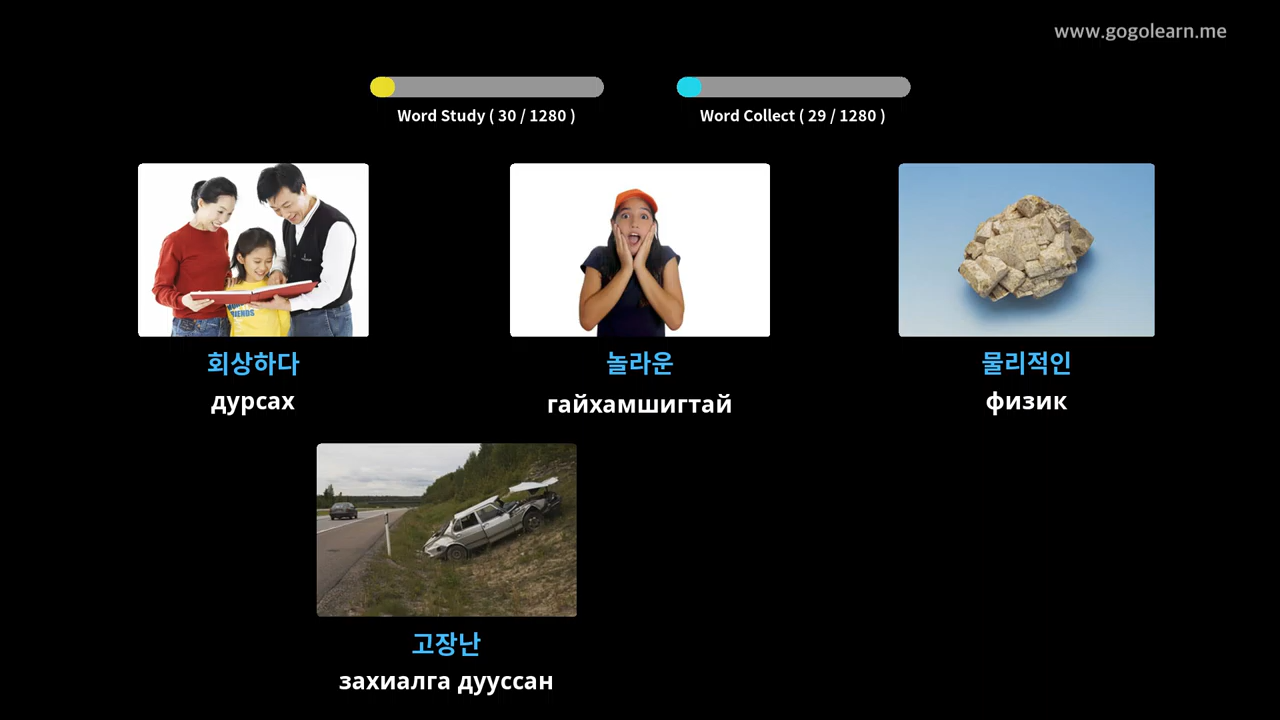 www.gogolearn.me
Word Study ( 30 / 1280 )
Word Collect ( 29 / 1280 )
회상하다
дурсах
놀라운
гайхамшигтай
물리적인
физик
고장난
захиалга дууссан